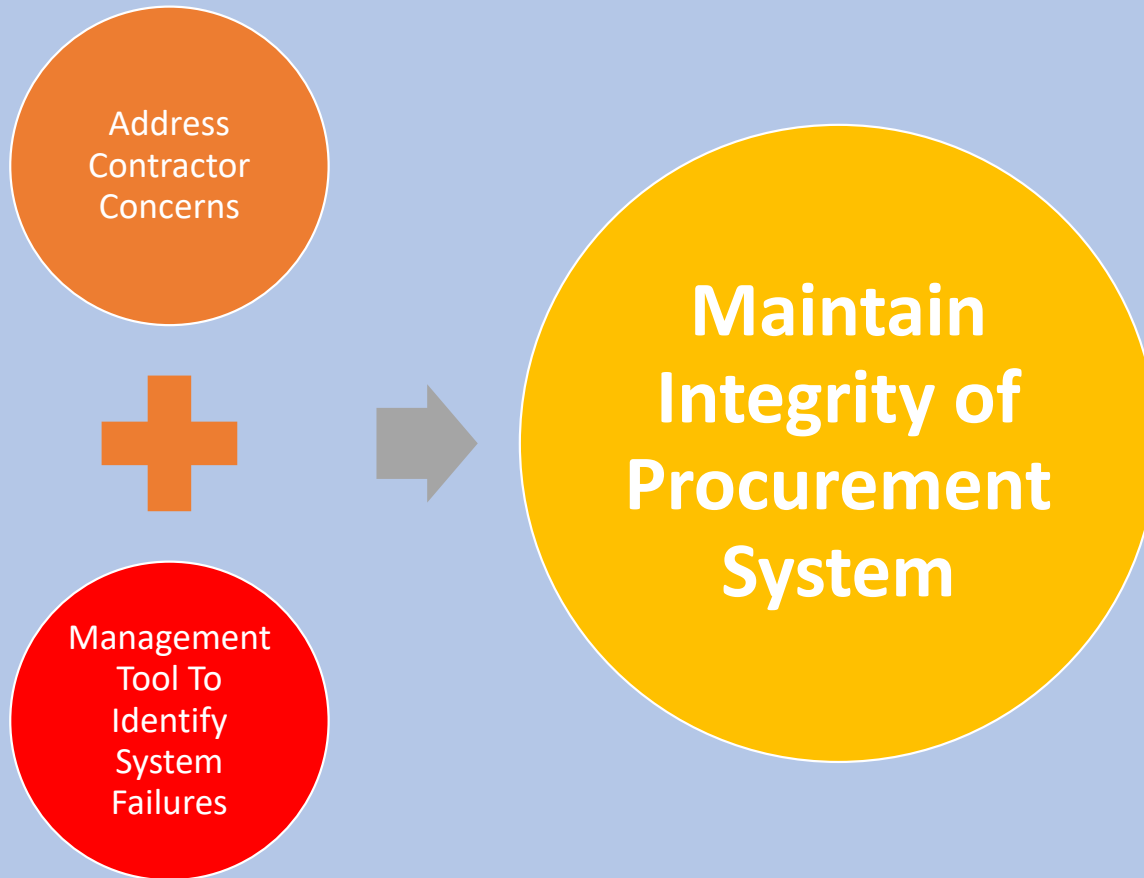 Address
Contractor
Concerns
Management
Tool To
Identify
System
Failures
Maintain
Integrity of
Procurement
System